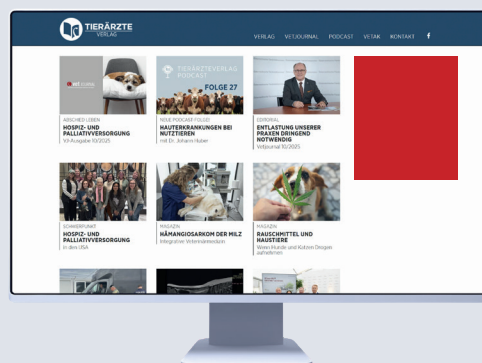 TIERÄRZTE
VERLAG
VERLAG VETJOURNAL PODCAST VETAK KONTAKT f
TIERÄRZTEVERLAG
PODCAST
FOLGE 27
ABSCHIED LEBEN
HOSPIZ- UND
PALLIATIVVERSORGUNG
VJ-Ausgabe 10/2025
NEUE PODCAST-FOLGE!
HAUTERKRANKUNGEN BEI
NUTZTIEREN
mit Dr. Johann Huber
EDITORIAL
ENTLASTUNG UNSERER
PRAXEN DRINGEND
NOTWENDIG
Vetjournal 10/2025
SCHWERPUNKT
HOSPIZ- UND
PALLIATIVVERSORGUNG
in den USA
MAGAZIN
HÄMANGIOSARKOM DER MILZ
Integrative Veterinärmedizin
MAGAZIN
RAUSCHMITTEL UND
HAUSTIERE
Wenn Hunde und Katzen Drogen
aufnehmen